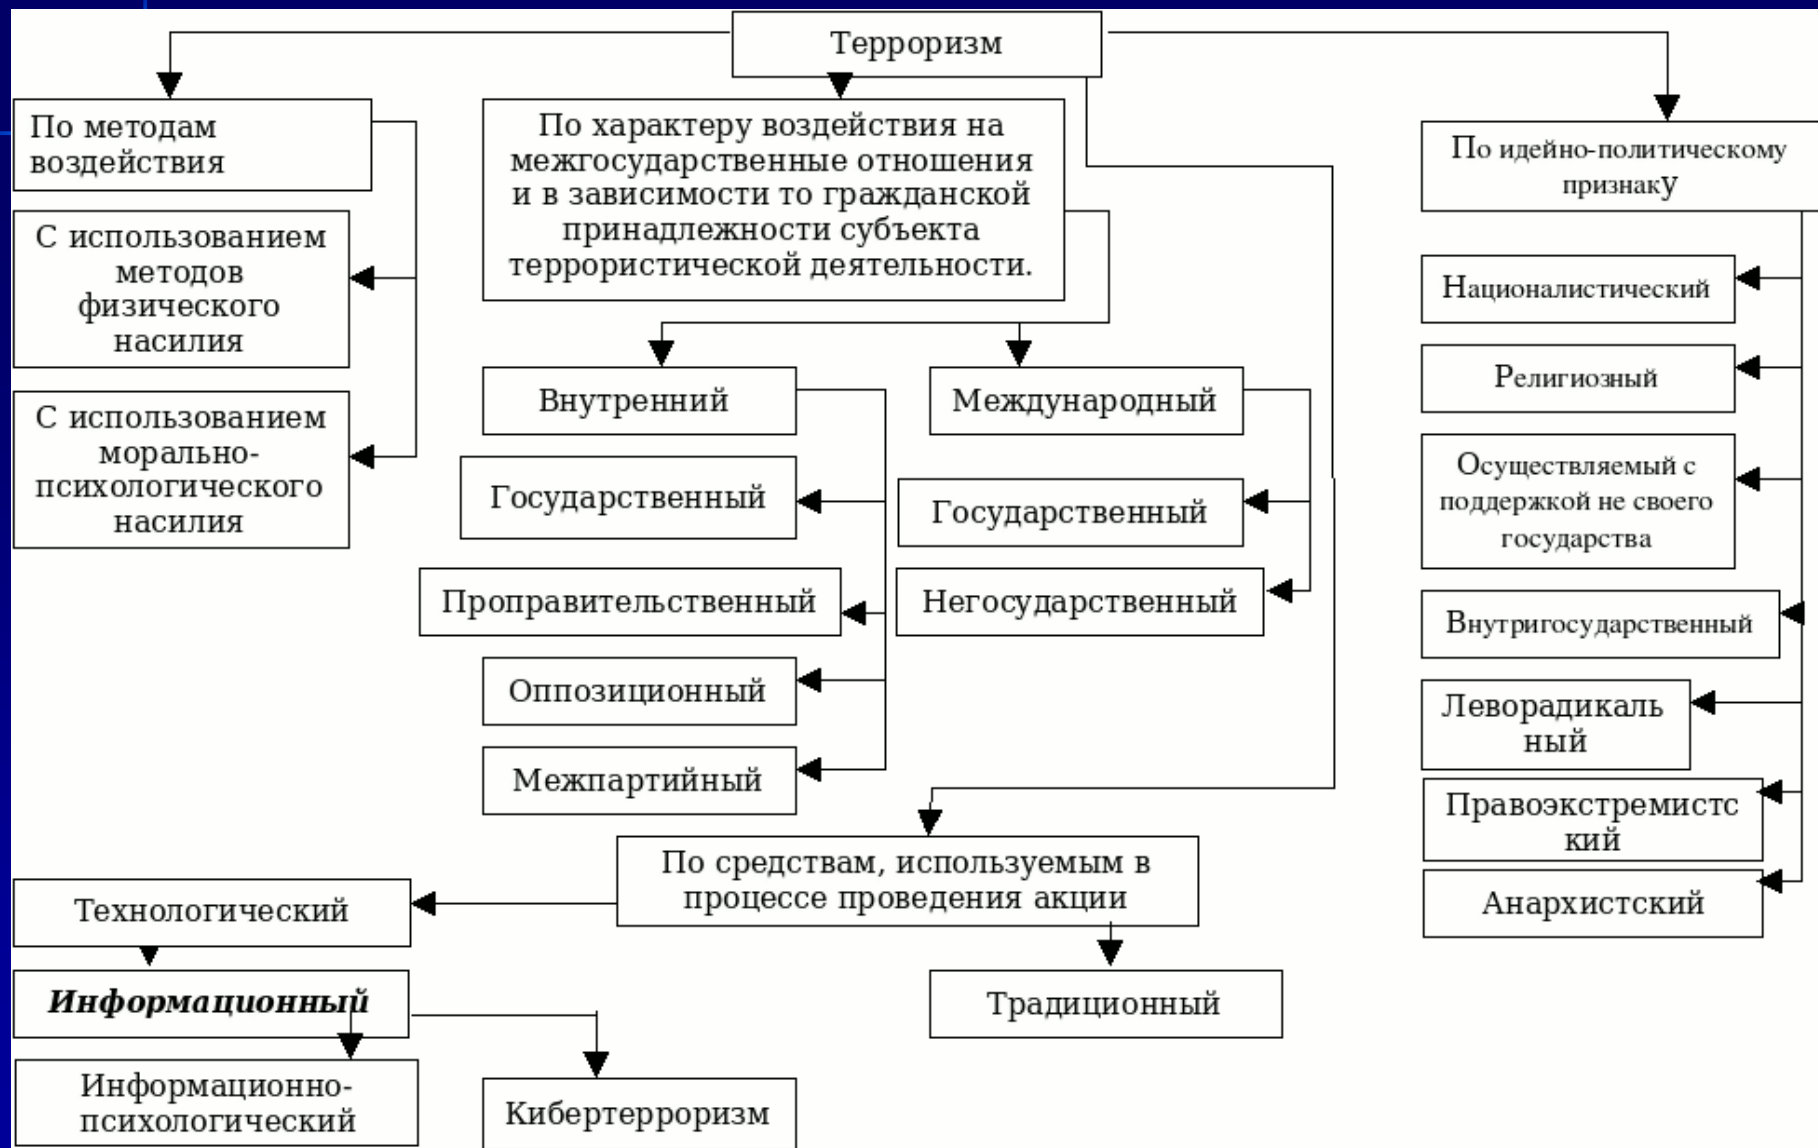 Терроризм
По методам
воздействия
С использованием
методов
физического
насилия
С использованием
морально-
психологического
насилия
По характеру воздействия на
межгосударственные отношения
и в зависимости то гражданской
принадлежности субъекта
террористической деятельности.
Внутренний
Государственный
Проправительственный
Оппозиционный
Межпартийный
Международный
Государственный
Негосударственный
По идейно-политическому
признаку
Националистический
Религиозный
Осуществляемый с
поддержкой не своего
государства
Внутригосударственный
Леворадикаль
ный
Правоэкстремистс
кий
Анархистский
По средствам, используемым в
процессе проведения акции
Технологический
Традиционный
Информационный
Информационно-
психологический
Кибертерроризм